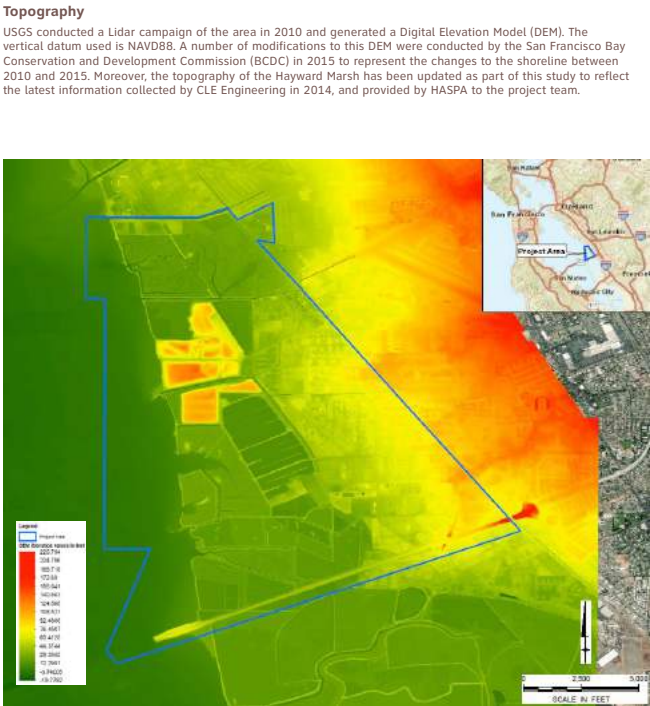 Topography
USGS conducted a Lidar campaign of the area in 2010 and generated a Digital Elevation Model (DEM). The
vertical datum used is NAVD88. A number of modifications to this DEM were conducted by the San Francisco Bay
Conservation and Development Commission (BCDC) in 2015 to represent the changes to the shoreline between
2010 and 2015. Moreover, the topography of the Hayward Marsh has been updated as part of this study to reflect
the latest information collected by CLE Engineering in 2014, and provided by HASPA to the project team.
San Francisco
Project Area
San Mateo
Legend
Project Area
0 2,500 5,000
SCALE IN FEET